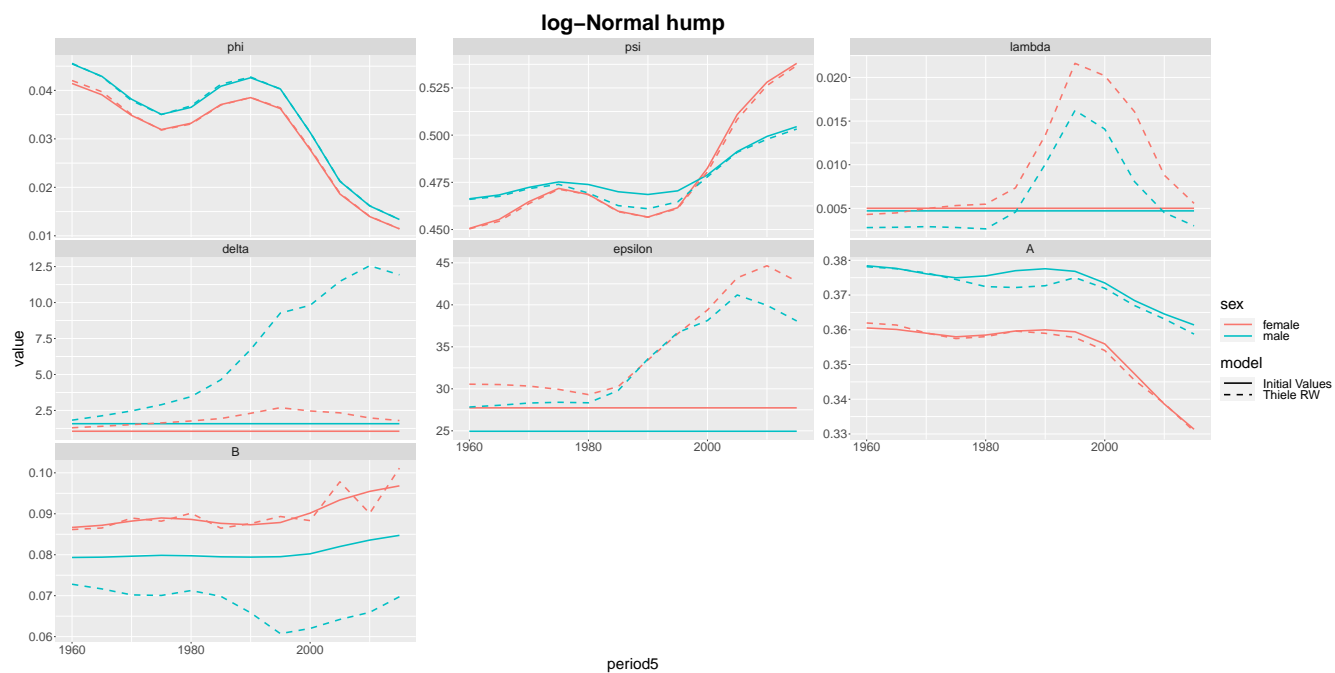 log−Normal hump
phi
psi
lambda
0.04
0.03
0.02
0.01
0.525
0.500
0.475
0.450
0.020
0.015
0.010
0.005
delta
epsilon
A
12.5
10.0
7.5
5.0
2.5
45
40
35
30
25
0.38
0.37
0.36
0.35
0.34
0.33
1960
1980
2000
1960
1980
2000
B
0.10
0.09
0.08
0.07
0.06
1960
1980
2000
value
period5
sex
female
male
model
Initial Values
Thiele RW